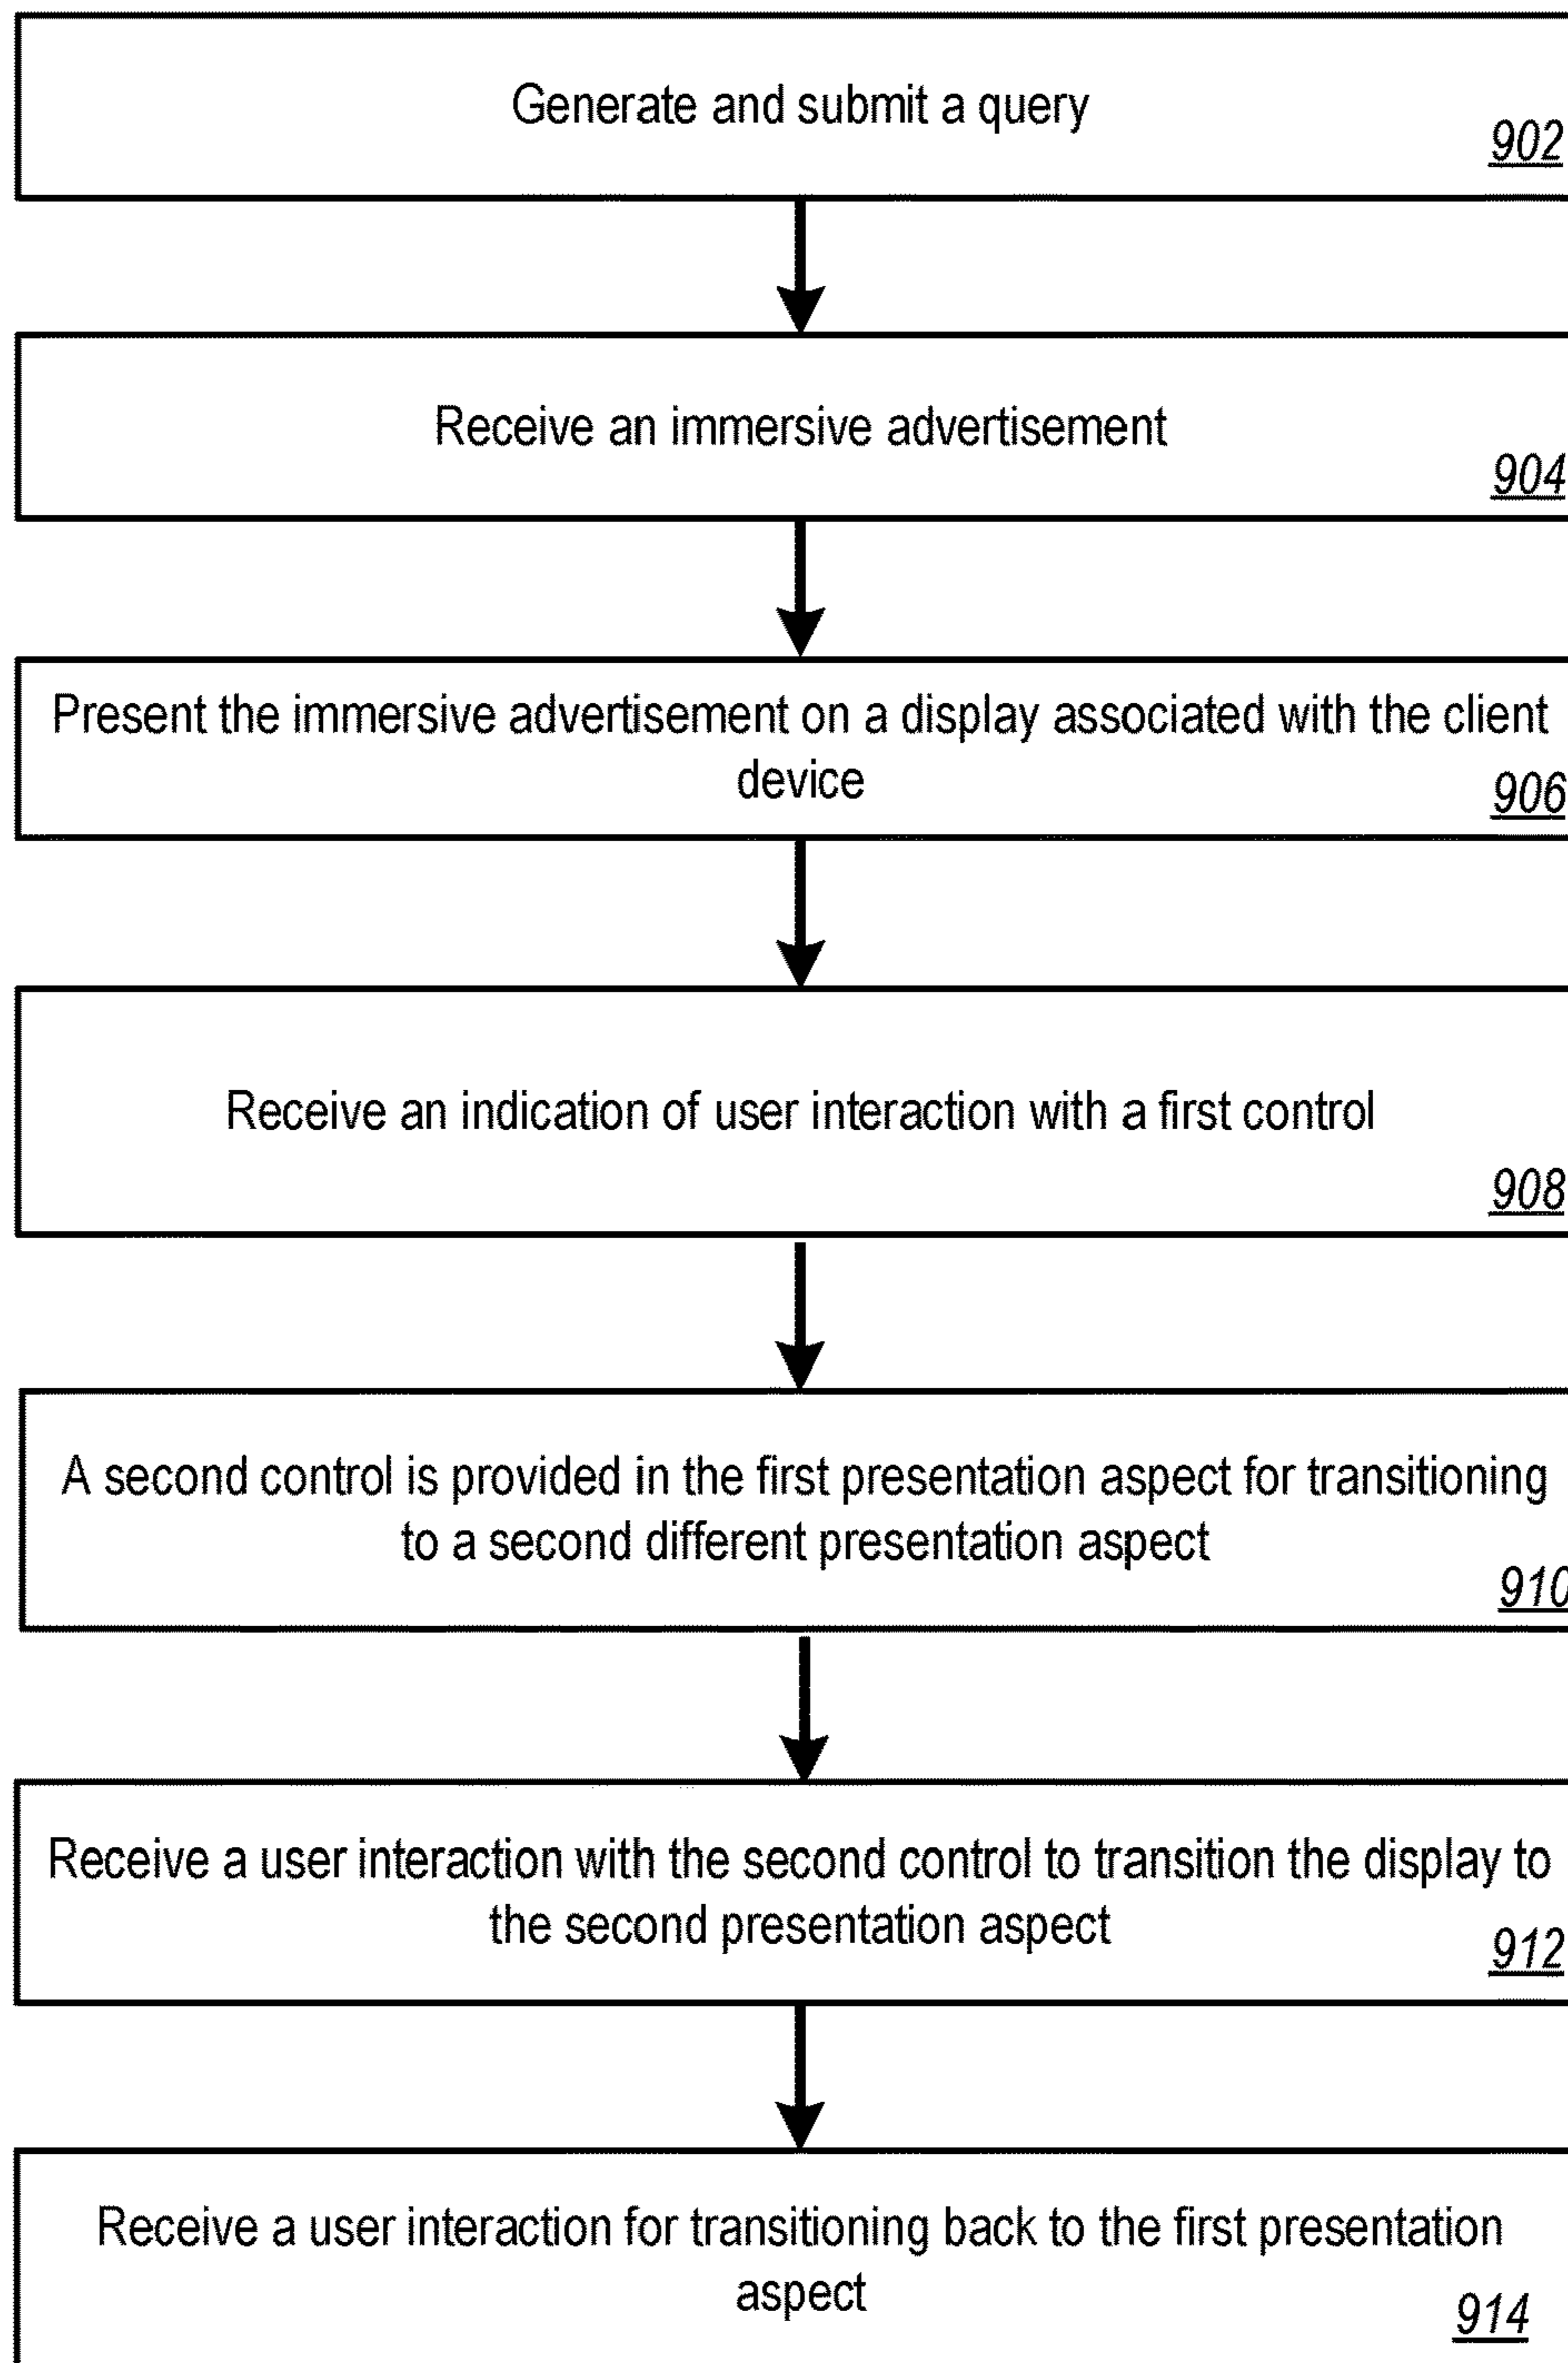 Generate and submit a query
902
Receive an immersive advertisement
904
Present the immersive advertisement on a display associated with the client
device
906
Receive an indication of user interaction with a first control
908
A second control is provided in the first presentation aspect for transitioning
to a second different presentation aspect
910
Receive a user interaction with the second control to transition the display to
the second presentation aspect
912
Receive a user interaction for transitioning back to the first presentation
aspect
914